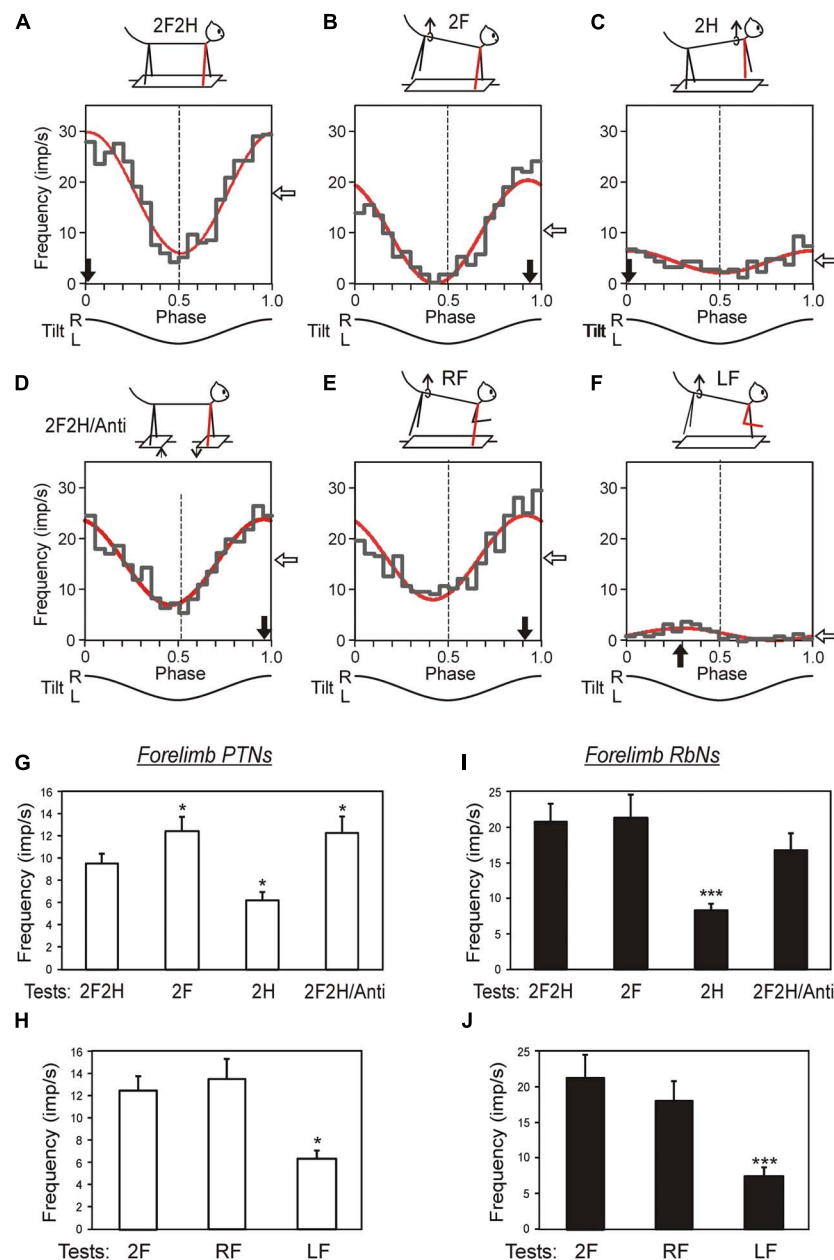 A
2F2H
B
2F
C
2H
Frequency (imp/s)
30
20
10
0
0
0.5
1.0
Phase
Tilt R
L
30
20
10
0
0
0.5
1.0
Phase
Tilt R
L
30
20
10
0
0
0.5
1.0
Phase
Tilt R
L
D
2F2H/Anti
E
RF
F
LF
Frequency (imp/s)
30
20
10
0
0
0.5
1.0
Tilt R
L
30
20
10
0
0
0.5
1.0
Tilt R
L
30
20
10
0
0
0.5
1.0
Tilt R
L
G
Forelimb PTNs
Frequency (imp/s)
16
14
12
10
8
6
4
2
0
* * *
Tests: 2F2H 2F 2H 2F2H/Anti
I
Forelimb RbNs
Frequency (imp/s)
25
20
15
10
5
0
***
Tests: 2F2H 2F 2H 2F2H/Anti
H
Frequency (imp/s)
16
14
12
10
8
6
4
2
0
*
Tests: 2F RF LF
J
Frequency (imp/s)
25
20
15
10
5
0
***
Tests: 2F RF LF